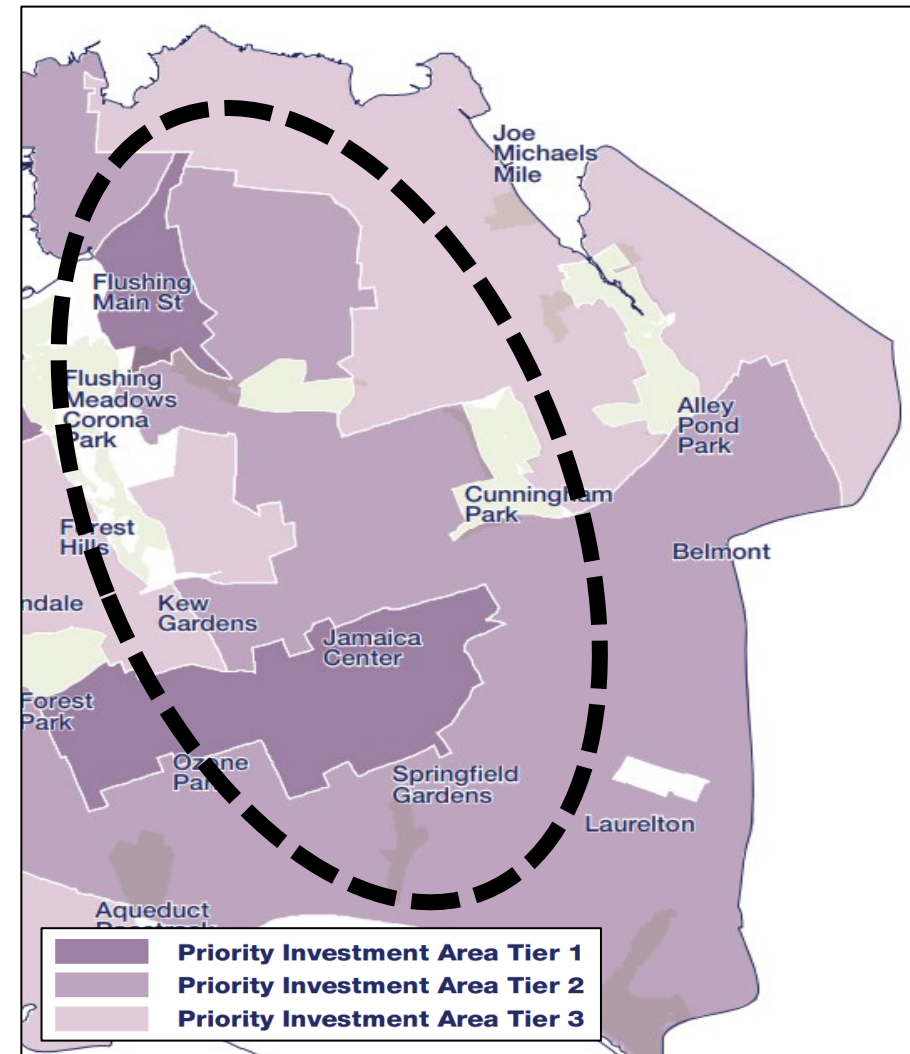 Joe
Michaels
Mile
Flushing
Main St
Flushing
Meadows
Corona
Park
Alley
Pond
Park
Cunningham
Park
Forest
Hills
Belmont
ndale
Kew
Gardens
Jamaica
Center
Forest
Park
Ozone
Park
Springfield
Gardens
Laurelton
Aqueduct
Priority Investment Area Tier 1
Priority Investment Area Tier 2
Priority Investment Area Tier 3